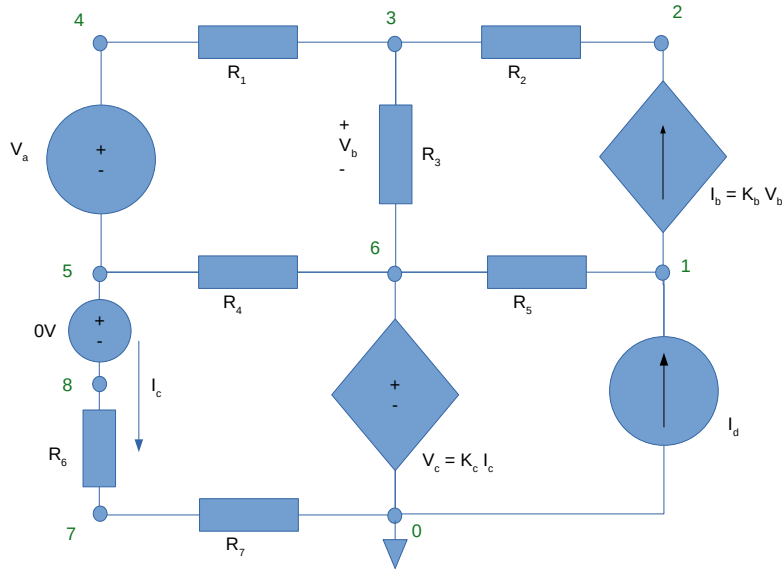 4
3
2
R1
R2
Va
+
-
+
Vb
-
R3
Ib = Kb Vb
5
6
1
R4
R5
0V
+
-
8
Ic
+
-
R6
Vc = Kc Ic
Id
7
R7
0